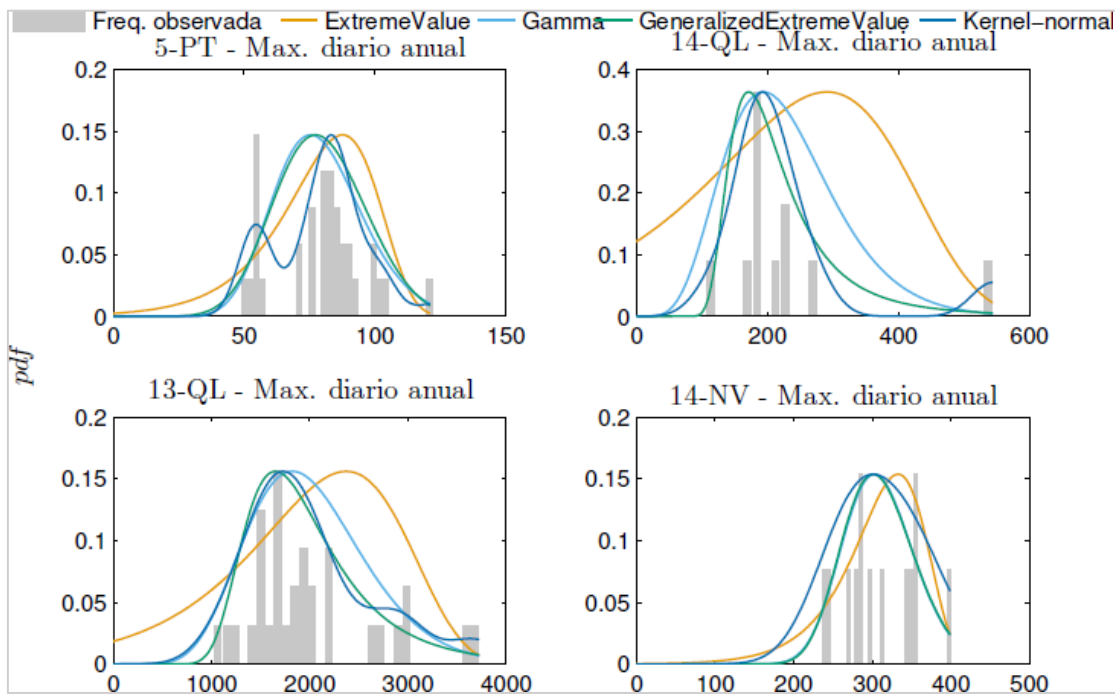 Freq. observada ExtremeValue Gamma GeneralizedExtremeValue Kernel-normal
5-PT - Max. diario anual
14-QL - Max. diario anual
0.2
0.15
0.1
0.05
0
0 50 100 150
0.4
0.3
0.2
0.1
0
0 200 400 600
pdf
13-QL - Max. diario anual
14-NV - Max. diario anual
0.2
0.15
0.1
0.05
0
0 1000 2000 3000 4000
0.2
0.15
0.1
0.05
0
0 100 200 300 400 500